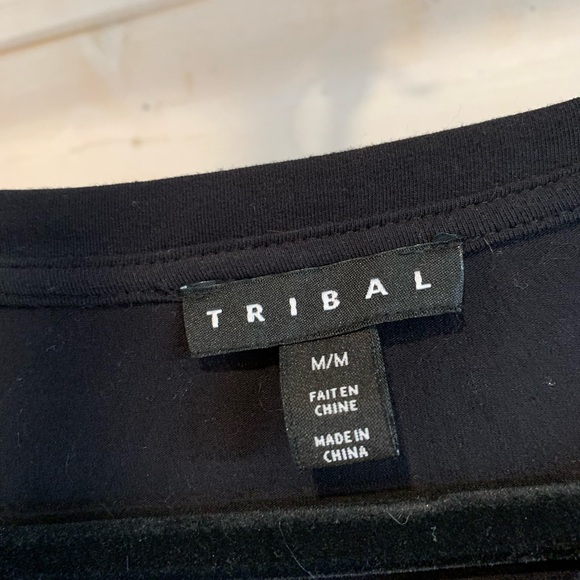 TRIBAL
M/M
FAIT EN
CHINE
MADE IN
CHINA